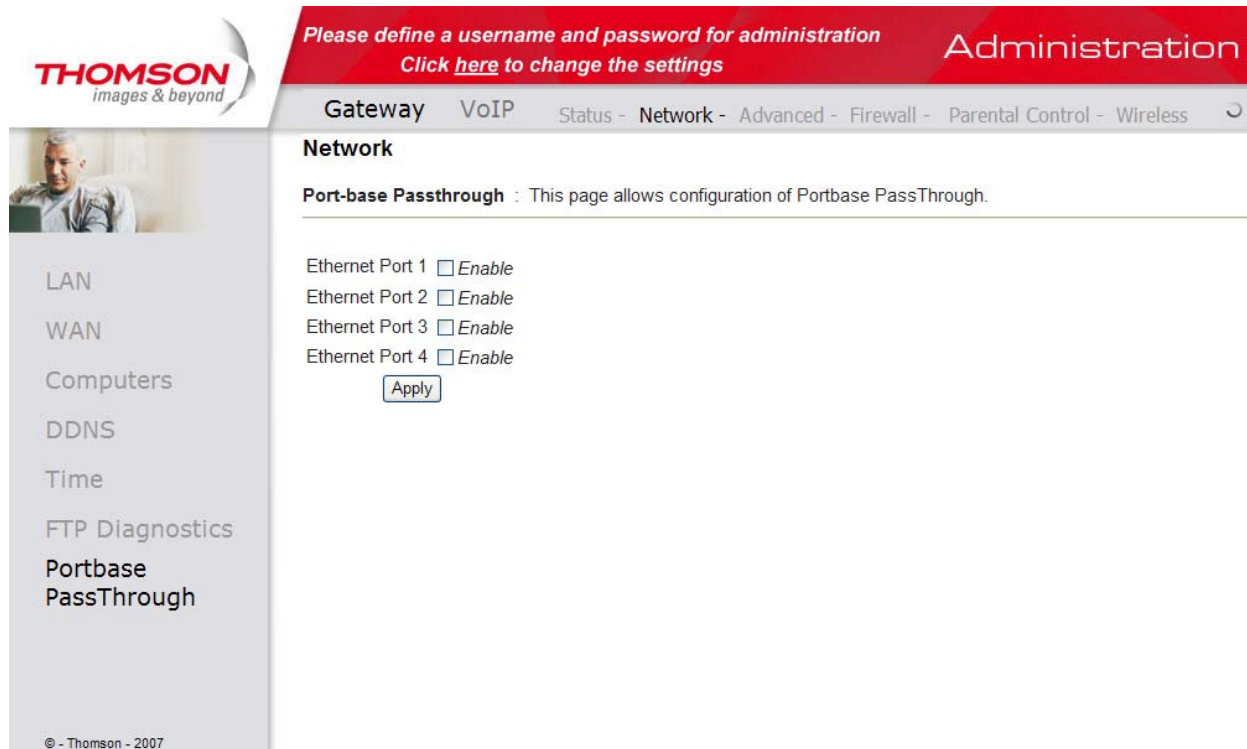 THOMSON
images & beyond
Please define a username and password for administration
Click here to change the settings
Administration
Gateway VoIP Status - Network - Advanced - Firewall - Parental Control - Wireless
Network
Port-base Passthrough : This page allows configuration of Portbase PassThrough.
Ethernet Port 1 Enable
Ethernet Port 2 Enable
Ethernet Port 3 Enable
Ethernet Port 4 Enable
Apply
LAN
WAN
Computers
DDNS
Time
FTP Diagnostics
Portbase
PassThrough
© - Thomson - 2007